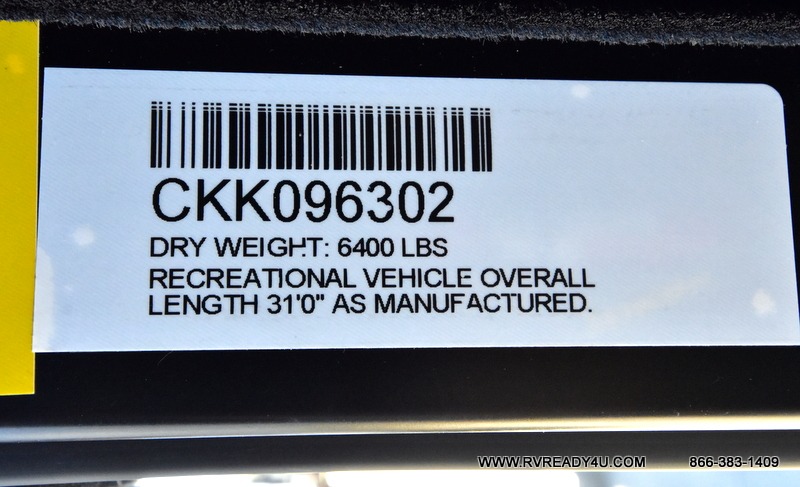 CKK096302
DRY WEIGHT: 6400 LBS
RECREATIONAL VEHICLE OVERALL
LENGTH 31'0" AS MANUFACTURED.
WWW.RVREADY4U.COM 866-383-1409